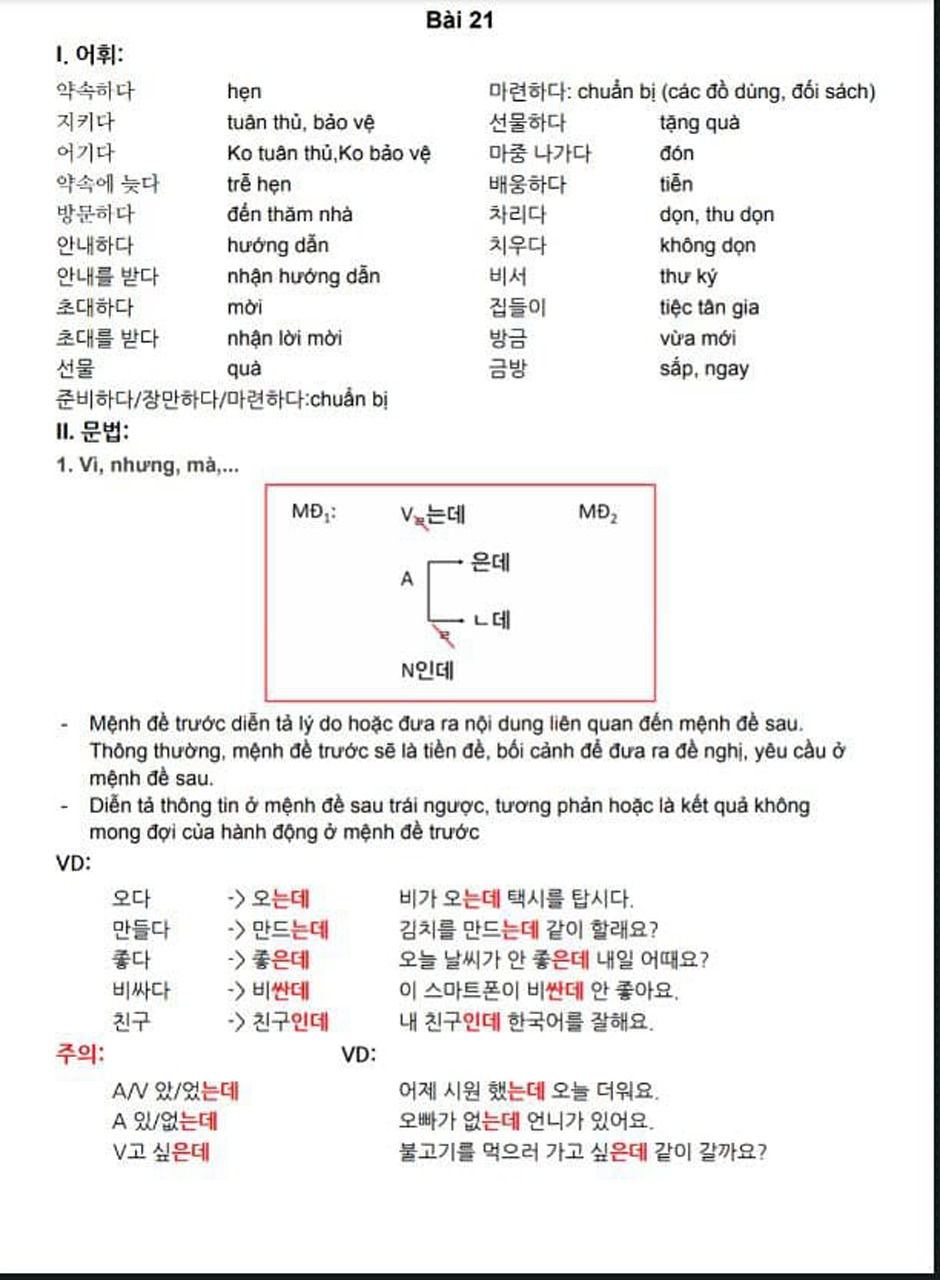 Bài 21
I. 어휘:
약속하다 hẹn 마련하다: chuẩn bị (các đồ dùng, đối sách)
지키다 tuân thủ, bảo vệ 선물하다 tặng quà
어기다 Ko tuân thủ,Ko bảo vệ 마중 나가다 đón
약속에 늦다 trễ hẹn 배웅하다 tiễn
방문하다 đến thăm nhà 차리다 dọn, thu dọn
안내하다 hướng dẫn 치우다 không dọn
안내를 받다 nhận hướng dẫn 비서 thư ký
초대하다 mời 집들이 tiệc tân gia
초대를 받다 nhận lời mời 방금 vừa mới
선물 quà 금방 sắp, ngay
준비하다/장만하다/마련하다:chuẩn bị
II. 문법:
1. Vì, nhưng, mà,...
MĐ1: Vㄹ는데 MĐ2
은데
A
ㄴ데
ㄹ
N인데
- Mệnh đề trước diễn tả lý do hoặc đưa ra nội dung liên quan đến mệnh đề sau.
Thông thường, mệnh đề trước sẽ là tiền đề, bối cảnh để đưa ra đề nghị, yêu cầu ở
mệnh đề sau.
- Diễn tả thông tin ở mệnh đề sau trái ngược, tương phản hoặc là kết quả không
mong đợi của hành động ở mệnh đề trước
VD:
오다 -> 오는데 비가 오는데 택시를 탑시다.
만들다 -> 만드는데 김치를 만드는데 같이 할래요?
좋다 -> 좋은데 오늘 날씨가 안 좋은데 내일 어때요?
비싸다 -> 비싼데 이 스마트폰이 비싼데 안 좋아요.
친구 -> 친구인데 내 친구인데 한국어를 잘해요.
주의: VD:
A/V 았/었는데 어제 시원 했는데 오늘 더워요.
A 있/없는데 오빠가 없는데 언니가 있어요.
V고 싶은데 불고기를 먹으러 가고 싶은데 같이 갈까요?